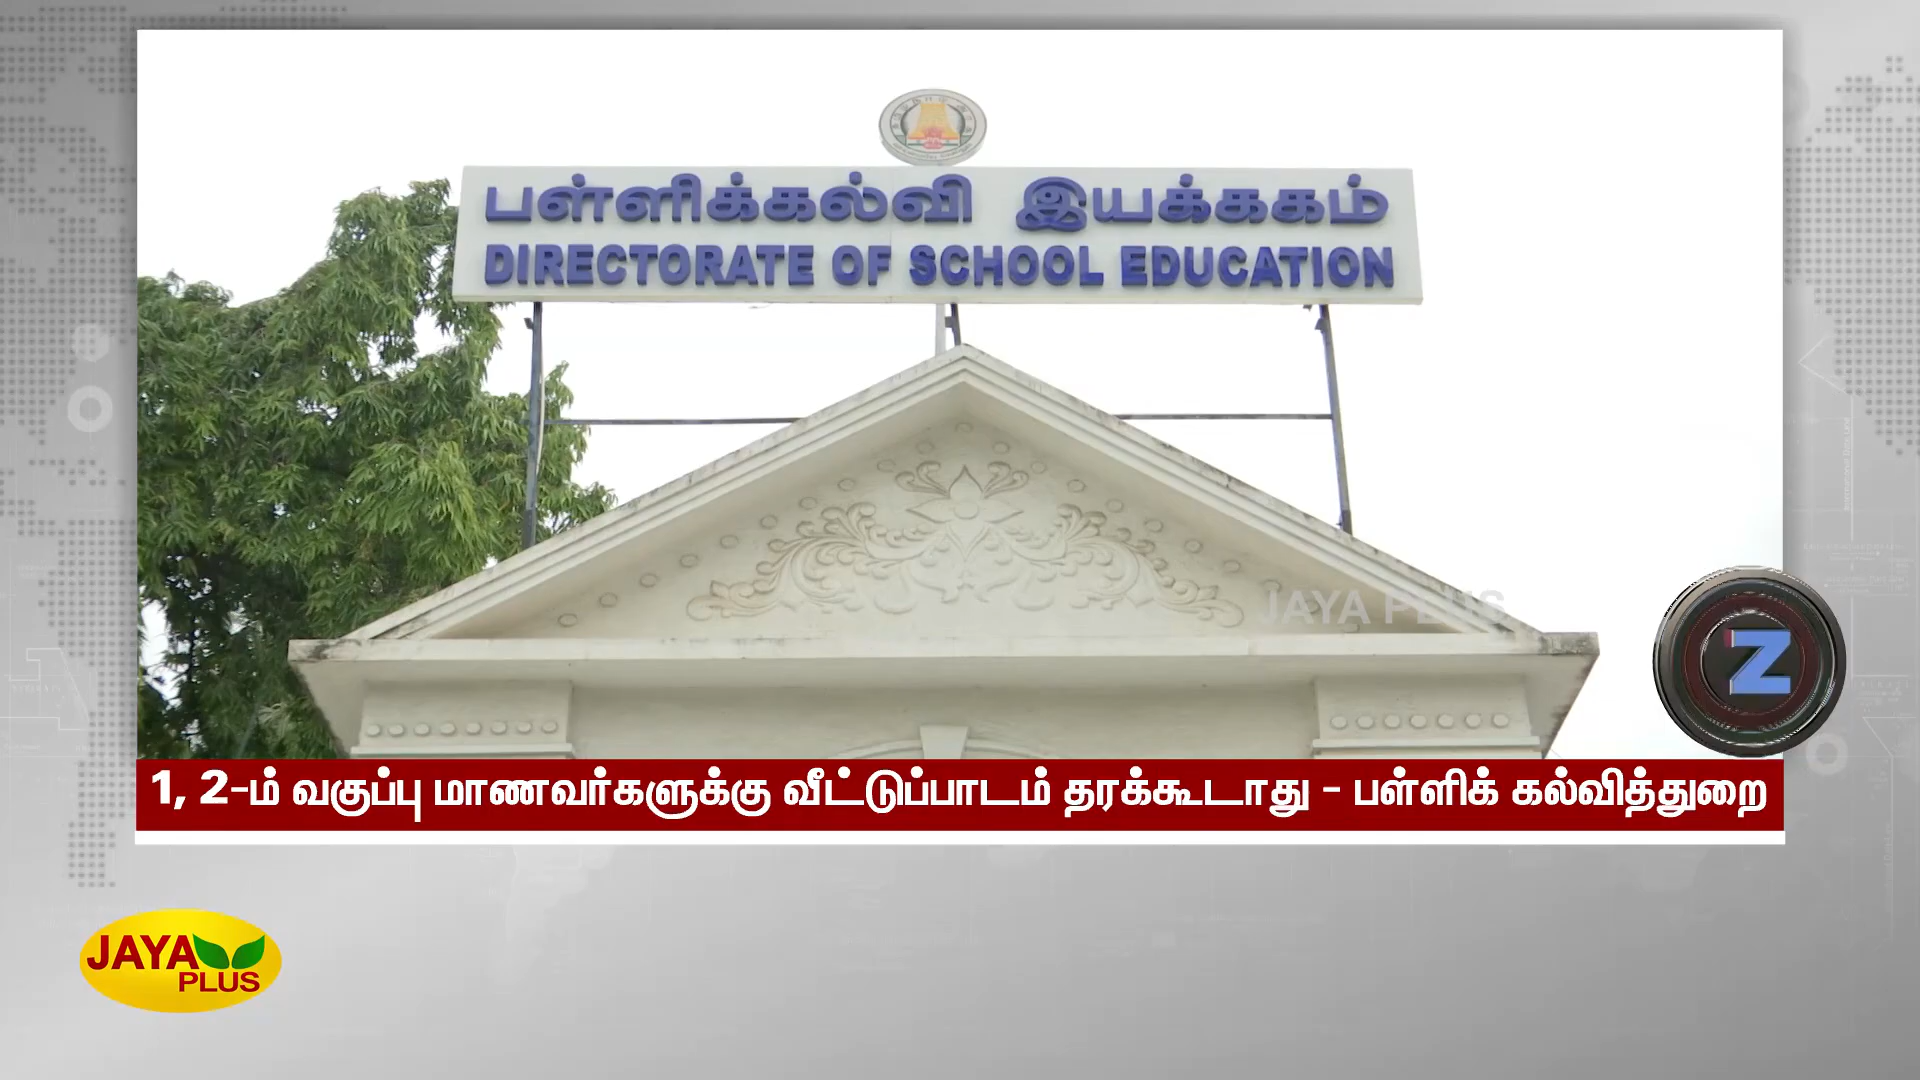 பள்ளிக்கல்வி இயக்ககம்
DIRECTORATE OF SCHOOL EDUCATION
JAYA PLUS
Z
1, 2-ம் வகுப்பு மாணவர்களுக்கு வீட்டுப்பாடம் தரக்கூடாது - பள்ளிக் கல்வித்துறை
JAYA
PLUS